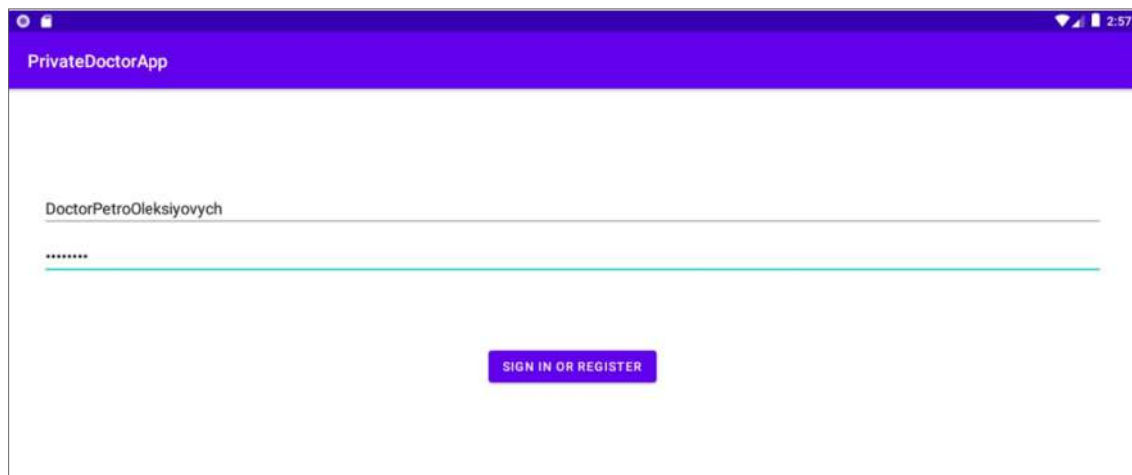 2:57
PrivateDoctorApp
DoctorPetroOleksiyovych
••••••••
SIGN IN OR REGISTER